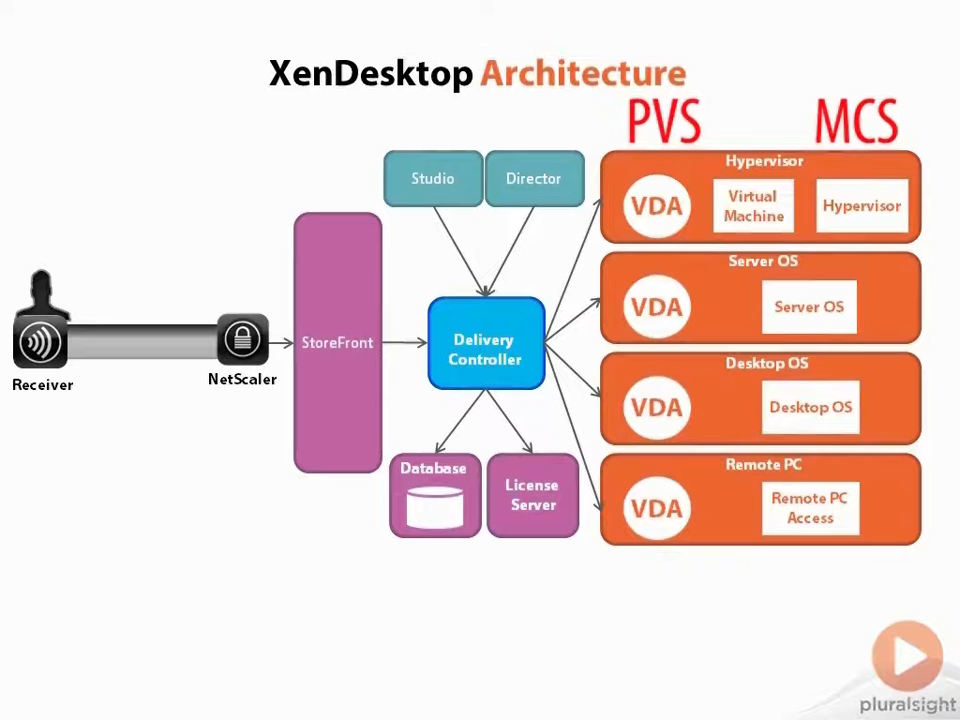 XenDesktop Architecture
PVS MCS
Studio
Director
Hypervisor
VDA
Virtual
Machine
Hypervisor
Server OS
VDA
Server OS
StoreFront
Delivery
Controller
Receiver
NetScaler
Desktop OS
VDA
Desktop OS
Database
License
Server
Remote PC
VDA
Remote PC
Access
pluralsight